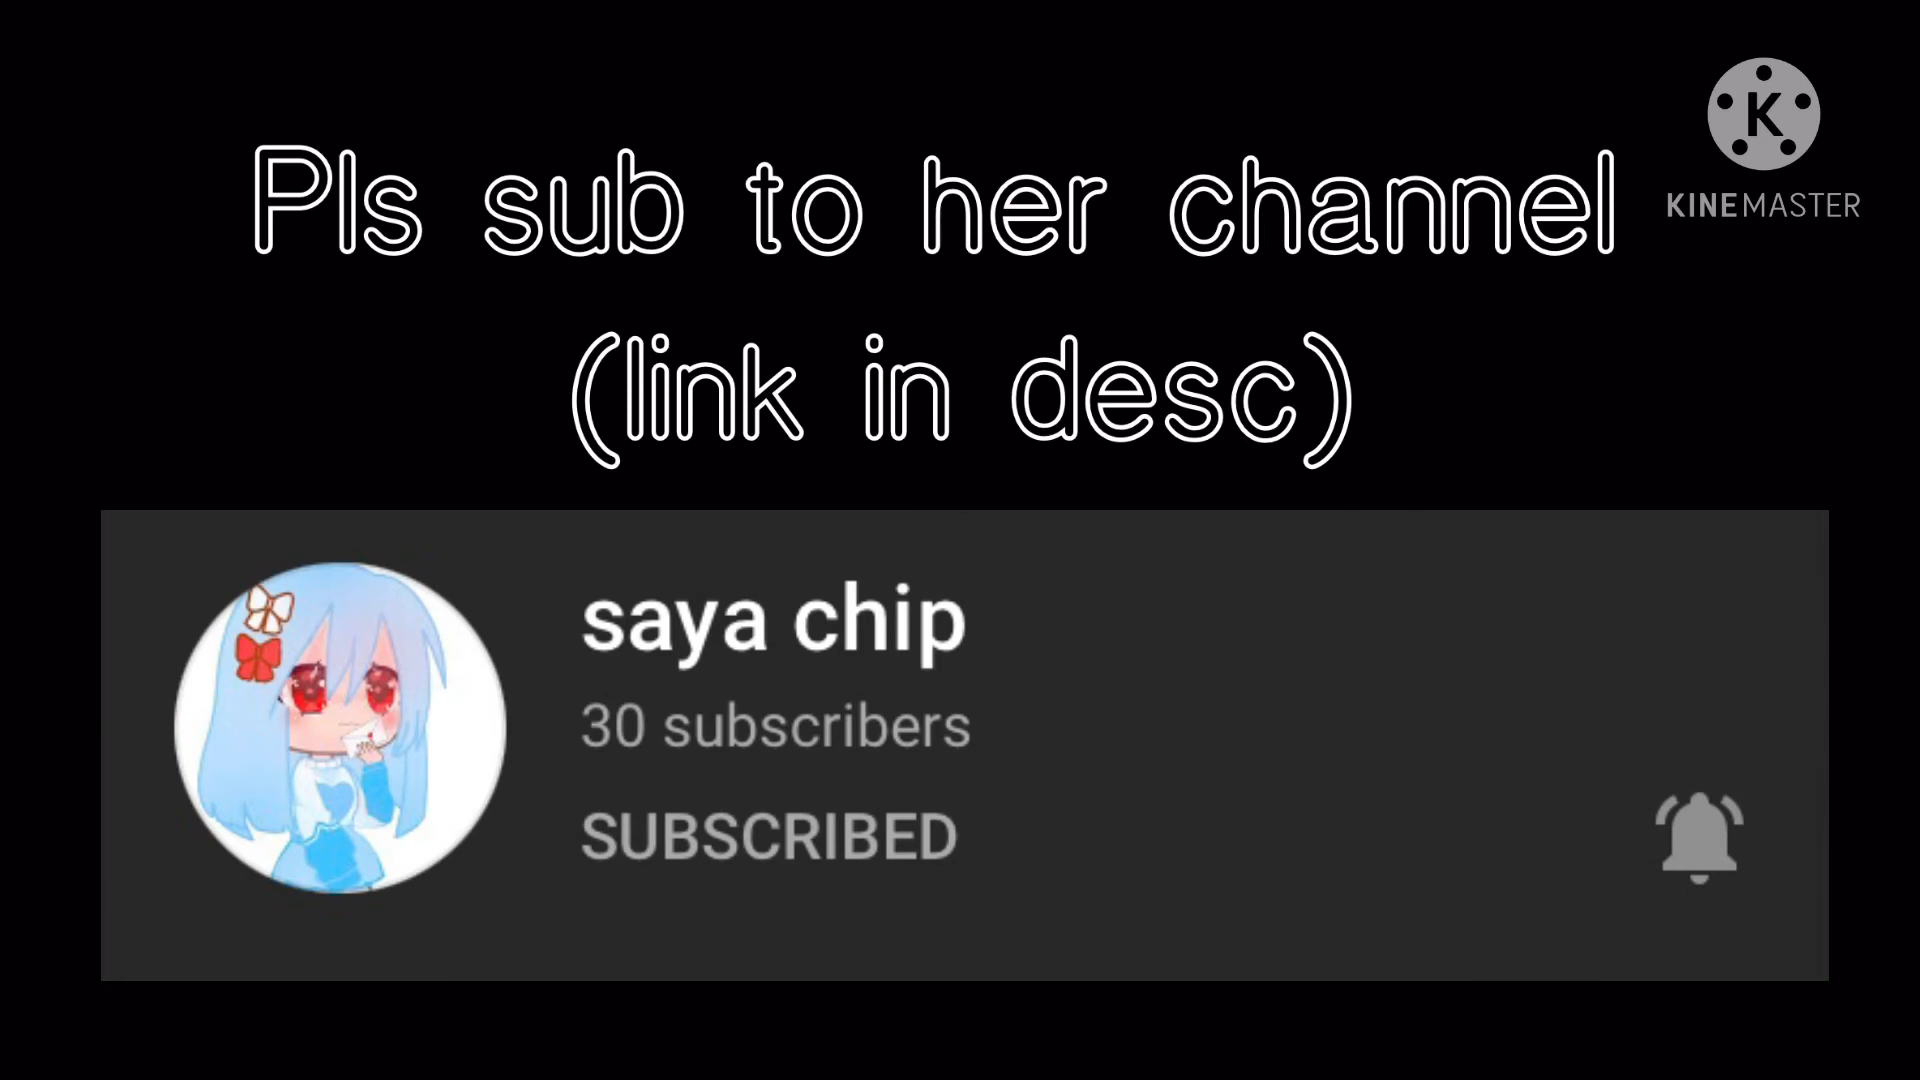 Pls sub to her channel
K
KINEMASTER
(link in desc)
saya chip
30 subscribers
SUBSCRIBED